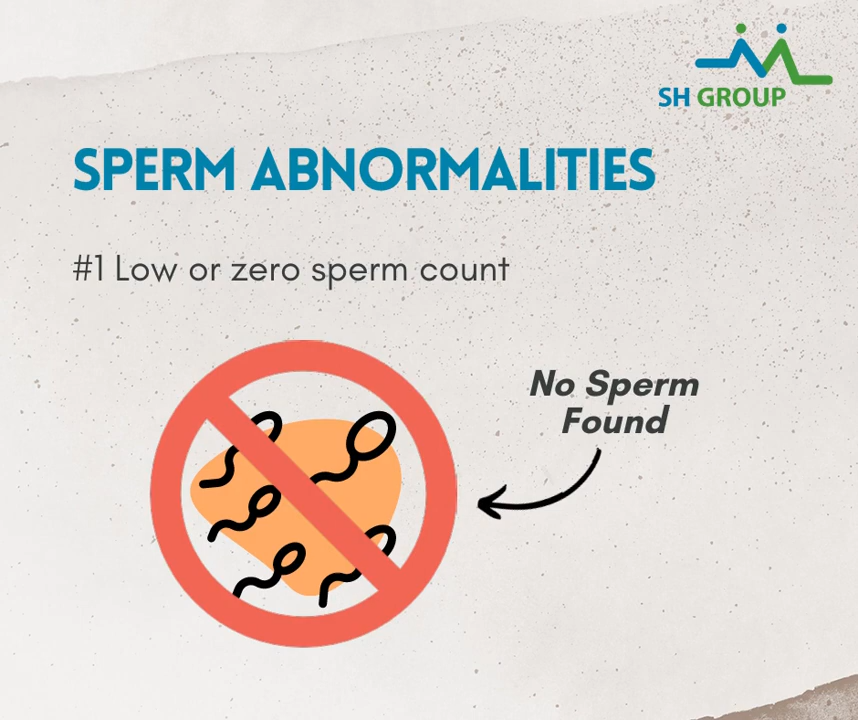 SH GROUP
SPERM ABNORMALITIES
#1 Low or zero sperm count
No Sperm
Found